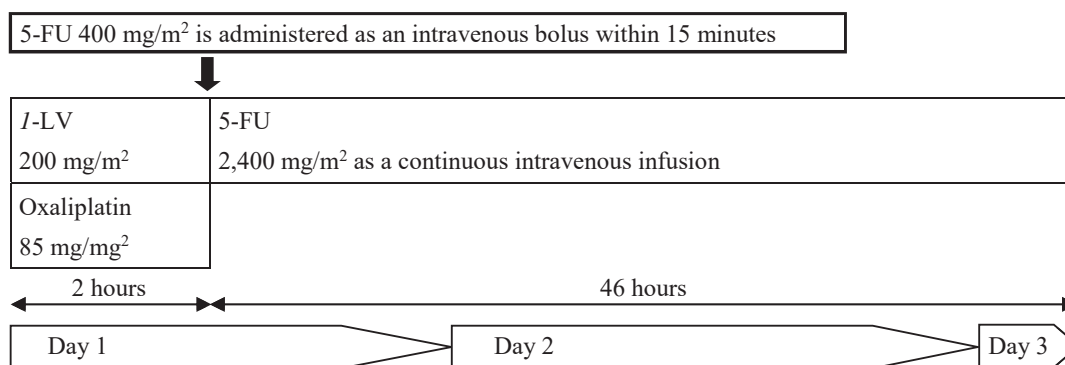 5-FU 400 mg/m² is administered as an intravenous bolus within 15 minutes
l-LV
200 mg/m²
5-FU
2,400 mg/m² as a continuous intravenous infusion
Oxaliplatin
85 mg/mg²
2 hours
46 hours
Day 1
Day 2
Day 3